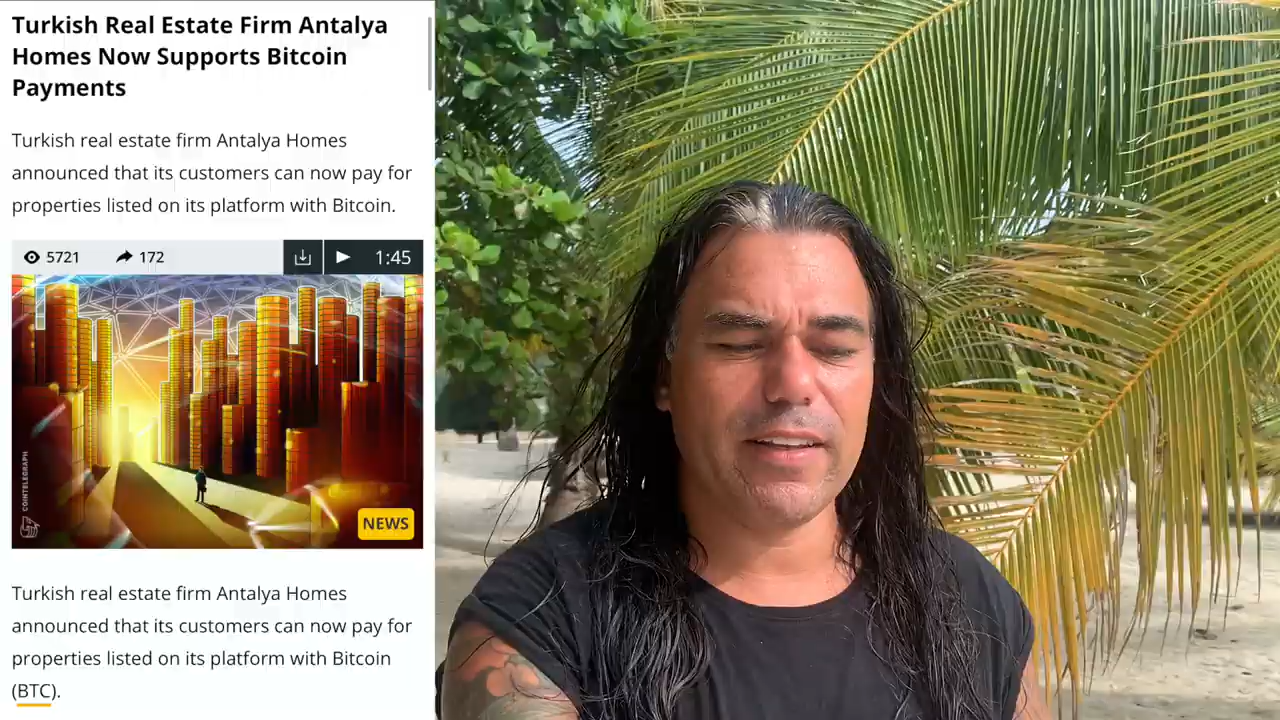 Turkish Real Estate Firm Antalya
Homes Now Supports Bitcoin
Payments
Turkish real estate firm Antalya Homes
announced that its customers can now pay for
properties listed on its platform with Bitcoin.
5721 172 1:45
COINTELEGRAPH
NEWS
Turkish real estate firm Antalya Homes
announced that its customers can now pay for
properties listed on its platform with Bitcoin
(BTC).